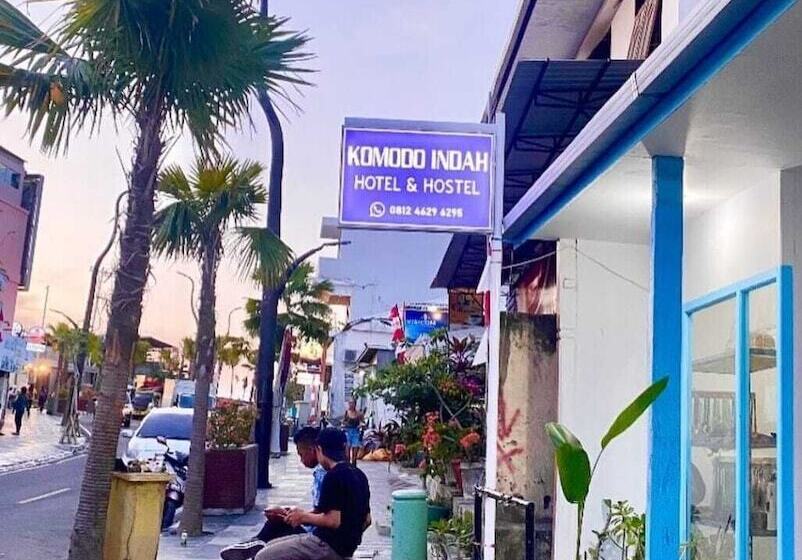 KOMODO INDAH
HOTEL & HOSTEL
0812 4629 6295